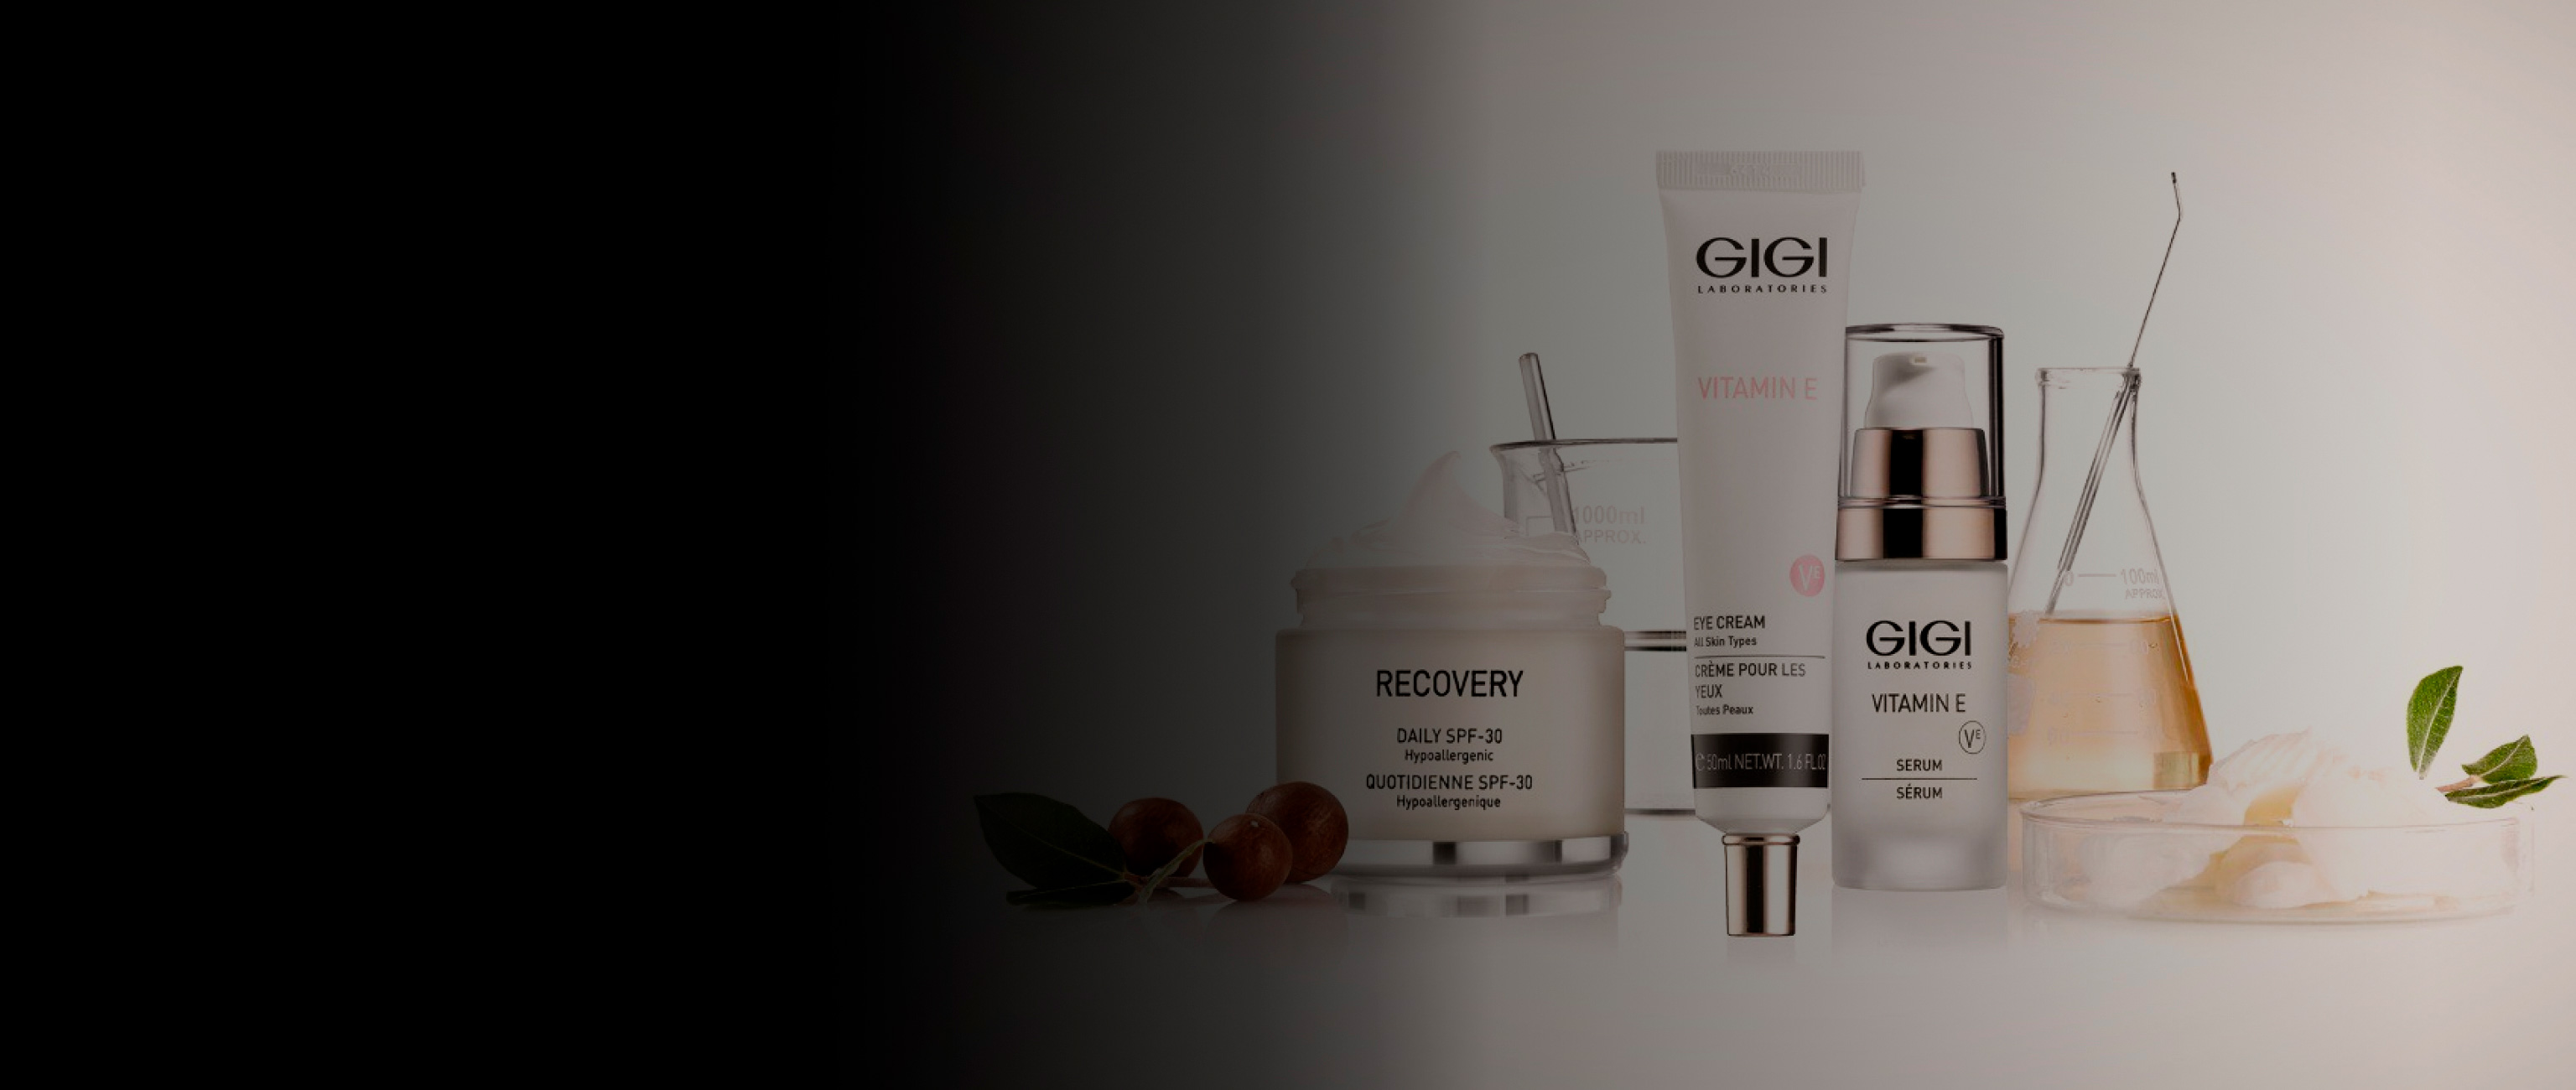 GIGI
LABORATORIES
VITAMIN E
VE
EYE CREAM
All Skin Types
CRÈME POUR LES
YEUX
Toutes Peaux
50ml NET.WT. 1.6 FL.OZ
RECOVERY
DAILY SPF-30
Hypoallergenic
QUOTIDIENNE SPF-30
Hypoallergenique
GIGI
LABORATORIES
VITAMIN E
VE
SERUM
SÉRUM
1000ml
APPROX.
100ml
APPROX.